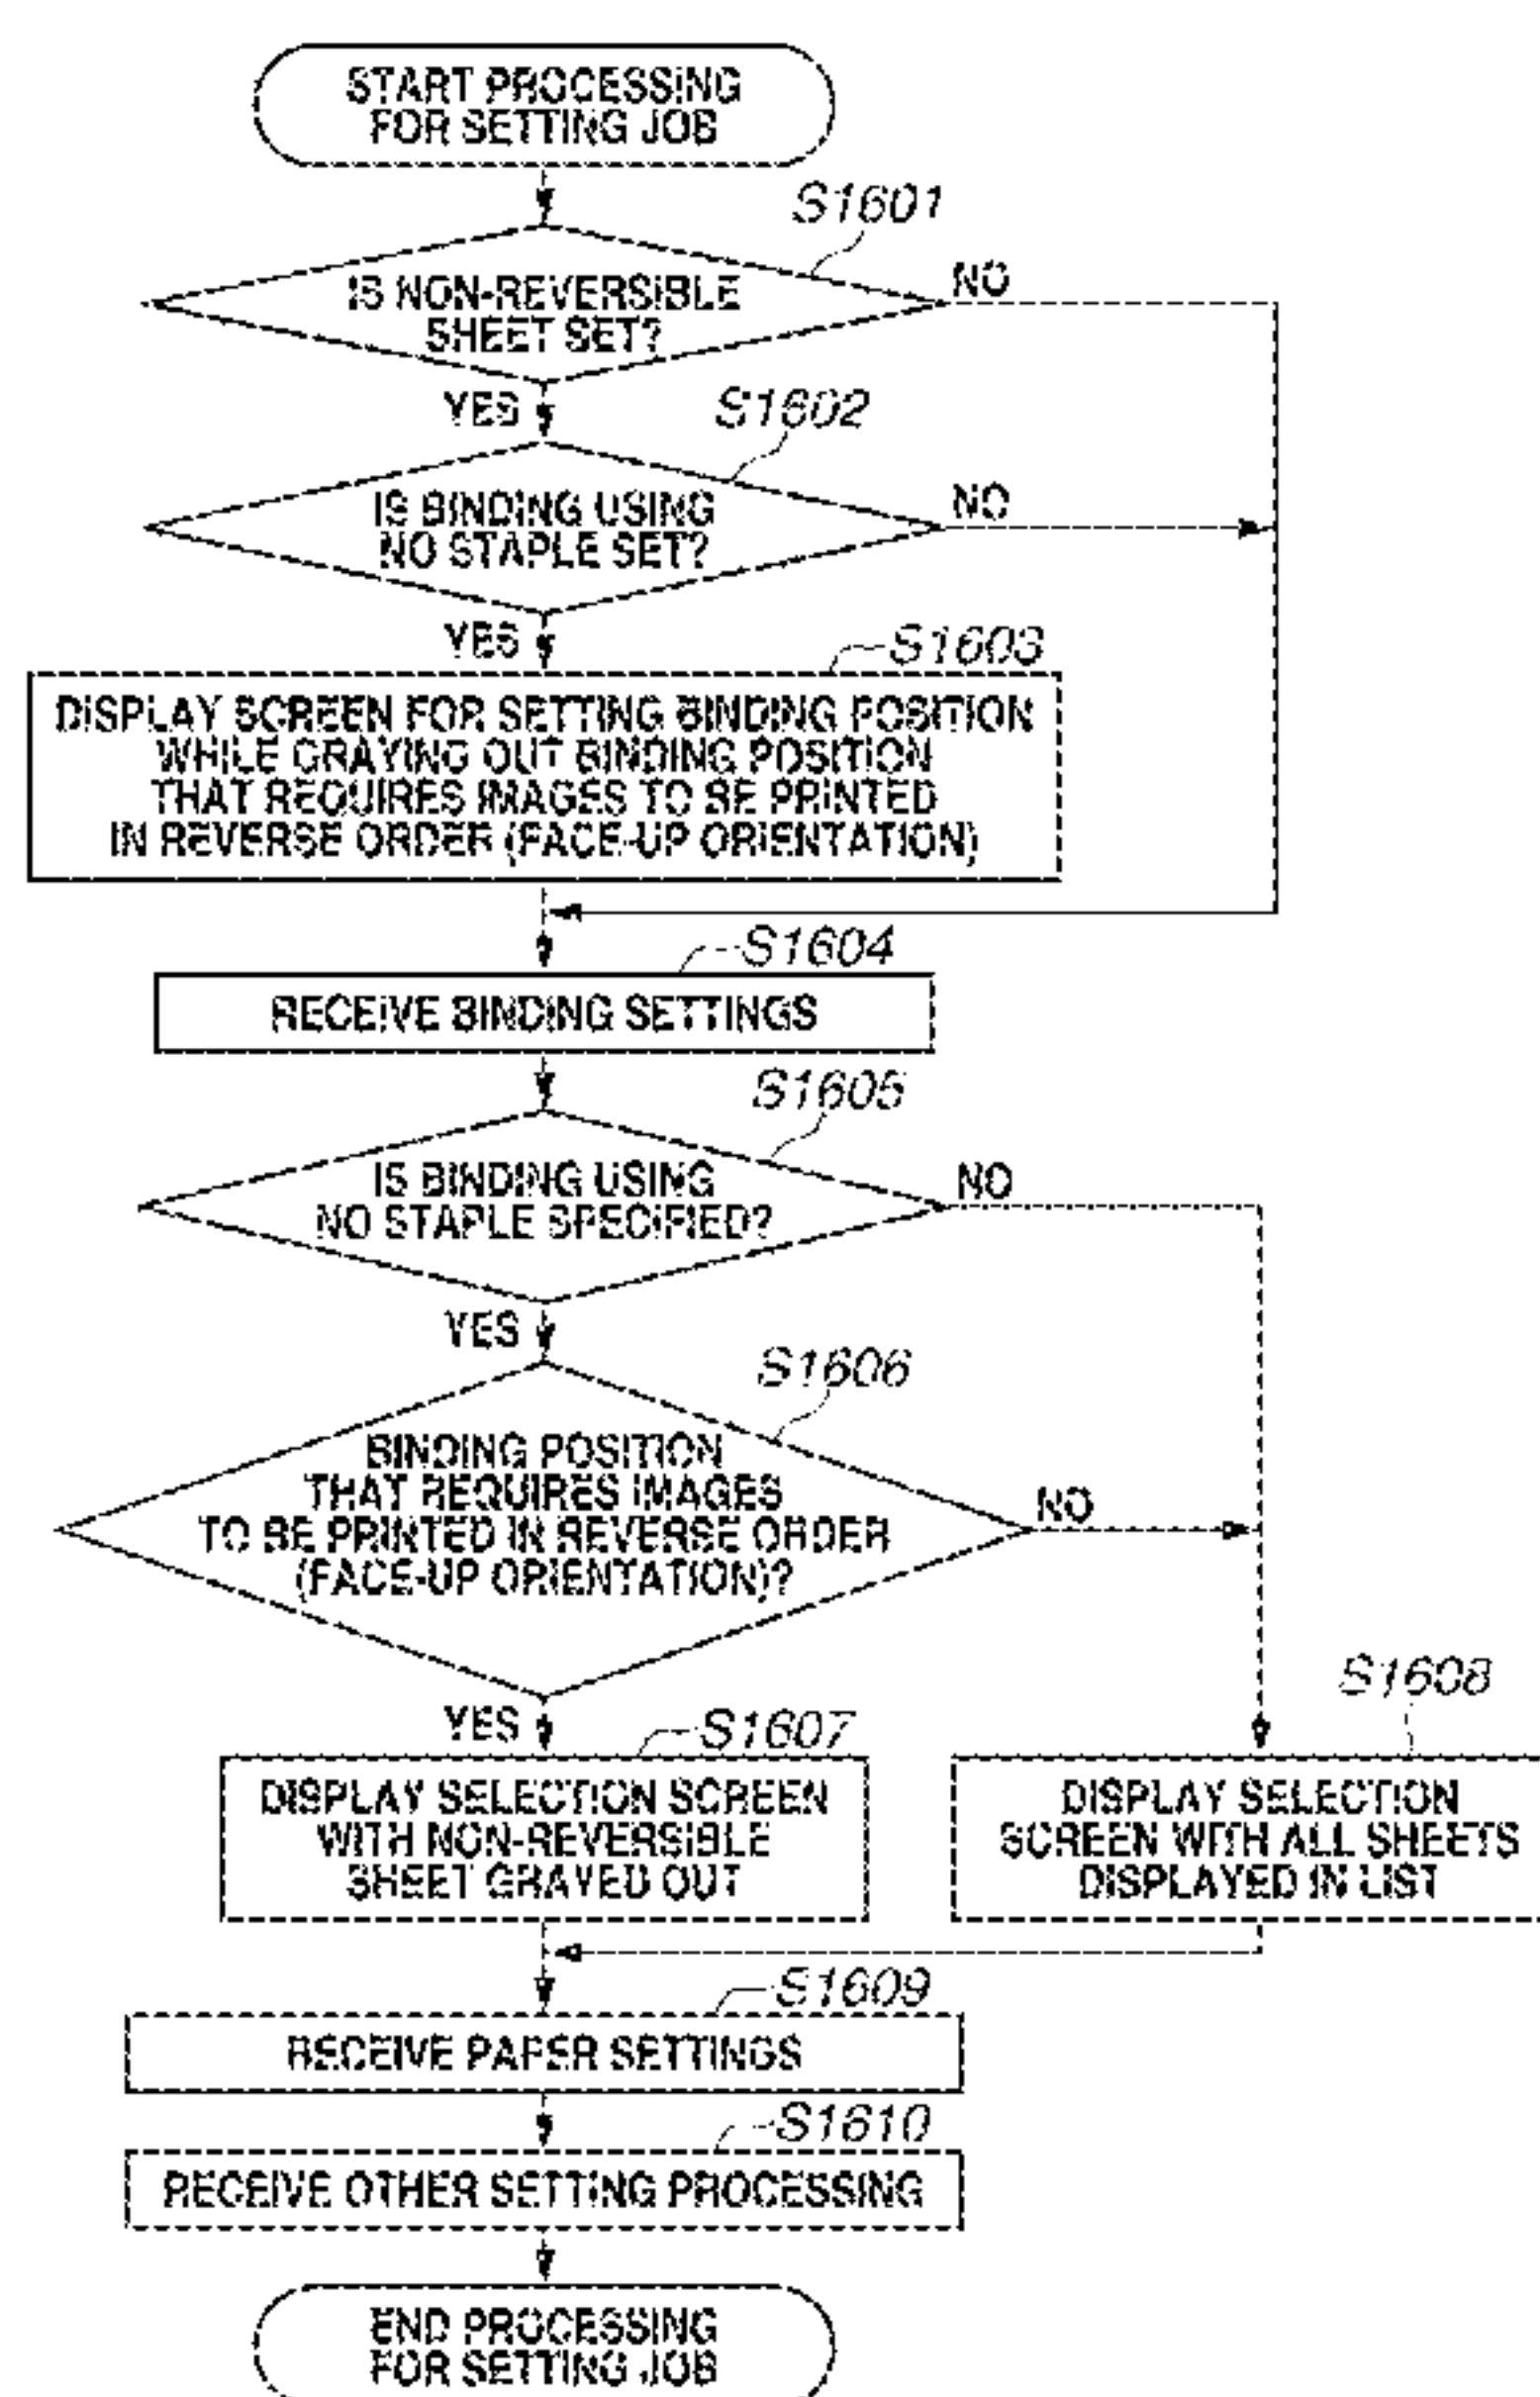 START PROCESSING
FOR SETTING JOB
S1601
IS NON-REVERSIBLE
SHEET SET?
NO
YES
S1602
IS BINDING USING
NO STAPLE SET?
NO
YES
S1603
DISPLAY SCREEN FOR SETTING BINDING POSITION
WHILE GRAYING OUT BINDING POSITION
THAT REQUIRES IMAGES TO BE PRINTED
IN REVERSE ORDER (FACE-UP ORIENTATION)
S1604
RECEIVE BINDING SETTINGS
S1605
IS BINDING USING
NO STAPLE SPECIFIED?
NO
YES
S1606
BINDING POSITION
THAT REQUIRES IMAGES
TO BE PRINTED IN REVERSE ORDER
(FACE-UP ORIENTATION)?
NO
YES
S1607
DISPLAY SELECTION SCREEN
WITH NON-REVERSIBLE
SHEET GRAYED OUT
S1608
DISPLAY SELECTION
SCREEN WITH ALL SHEETS
DISPLAYED IN LIST
S1609
RECEIVE PAPER SETTINGS
S1610
RECEIVE OTHER SETTING PROCESSING
END PROCESSING
FOR SETTING JOB